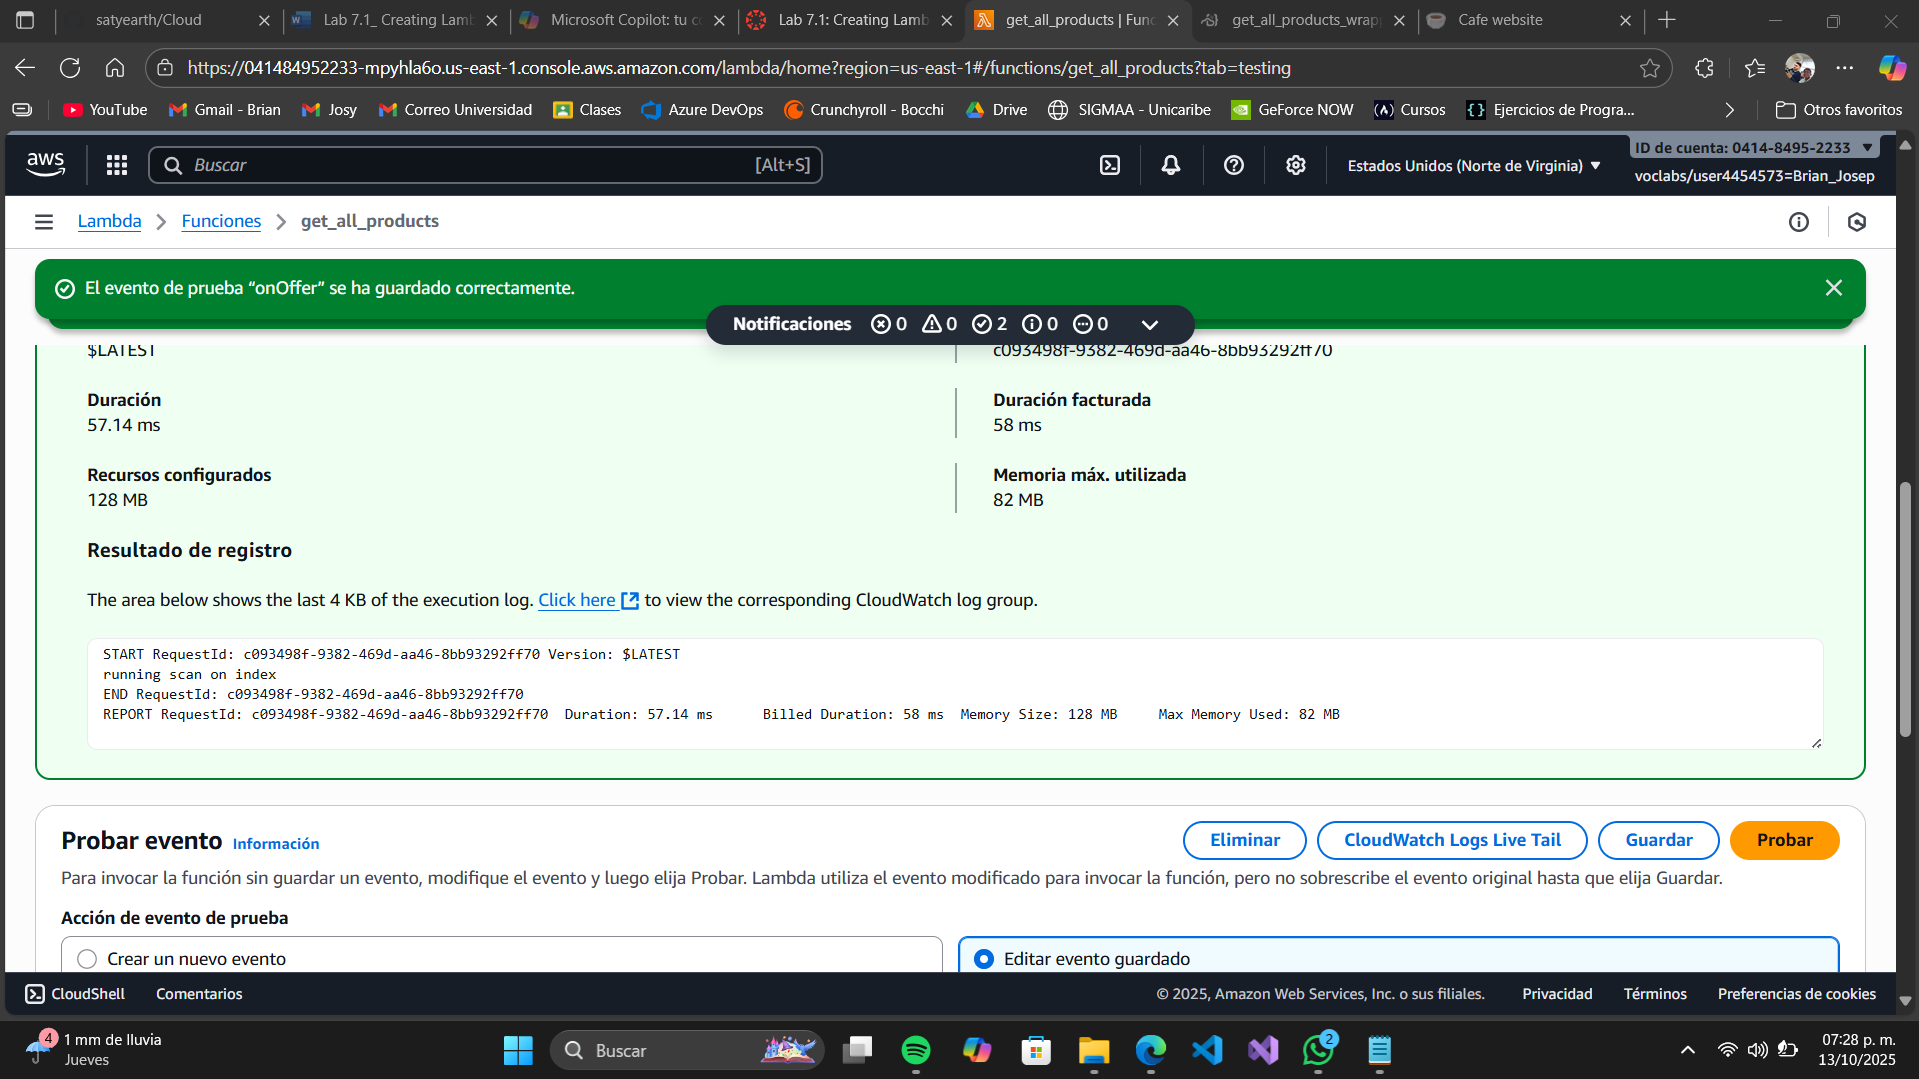 satyearth/Cloud
Lab 7.1_ Creating Lamb
Microsoft Copilot: tu c
Lab 7.1: Creating Lamb
get_all_products | Func
get_all_products_wrapp
Cafe website
https://041484952233-mpyhla6o.us-east-1.console.aws.amazon.com/lambda/home?region=us-east-1#/functions/get_all_products?tab=testing
YouTube
Gmail - Brian
Josy
Correo Universidad
Clases
Azure DevOps
Crunchyroll - Bocchi
Drive
SIGMAA - Unicaribe
GeForce NOW
Cursos
Ejercicios de Progra...
Otros favoritos
aws
Buscar
[Alt+S]
Estados Unidos (Norte de Virginia)
ID de cuenta: 0414-8495-2233
voclabs/user4454573=Brian_Josep
Lambda
Funciones
get_all_products
El evento de prueba “onOffer” se ha guardado correctamente.
Notificaciones 0 0 2 0 0
$LATEST
c093498f-9382-469d-aa46-8bb93292ff70
Duración
57.14 ms
Duración facturada
58 ms
Recursos configurados
128 MB
Memoria máx. utilizada
82 MB
Resultado de registro
The area below shows the last 4 KB of the execution log. Click here to view the corresponding CloudWatch log group.
START RequestId: c093498f-9382-469d-aa46-8bb93292ff70 Version: $LATEST
running scan on index
END RequestId: c093498f-9382-469d-aa46-8bb93292ff70
REPORT RequestId: c093498f-9382-469d-aa46-8bb93292ff70 Duration: 57.14 ms Billed Duration: 58 ms Memory Size: 128 MB Max Memory Used: 82 MB
Probar evento
Información
Eliminar
CloudWatch Logs Live Tail
Guardar
Probar
Para invocar la función sin guardar un evento, modifique el evento y luego elija Probar. Lambda utiliza el evento modificado para invocar la función, pero no sobrescribe el evento original hasta que elija Guardar.
Acción de evento de prueba
Crear un nuevo evento
Editar evento guardado
CloudShell
Comentarios
© 2025, Amazon Web Services, Inc. o sus filiales.
Privacidad
Términos
Preferencias de cookies
4
1 mm de lluvia
Jueves
Buscar
2
07:28 p. m.
13/10/2025